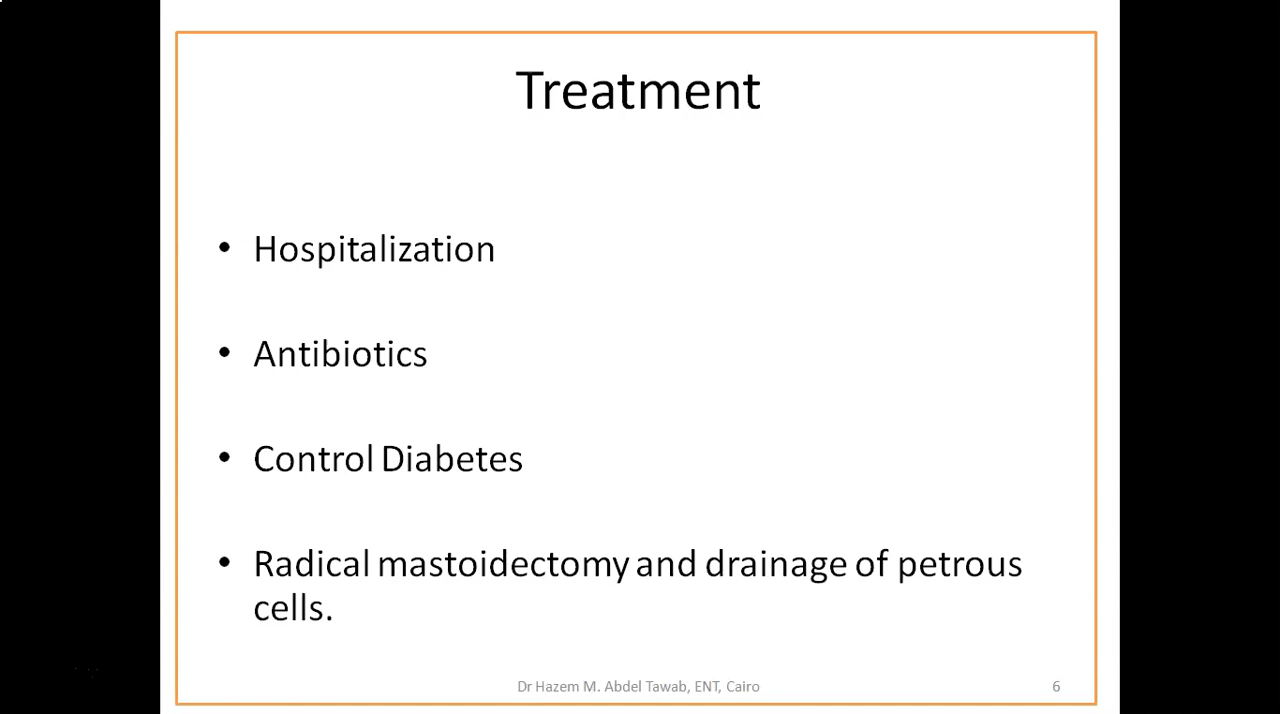 Treatment
• Hospitalization
• Antibiotics
• Control Diabetes
• Radical mastoidectomy and drainage of petrous
cells.
Dr Hazem M. Abdel Tawab, ENT, Cairo 6